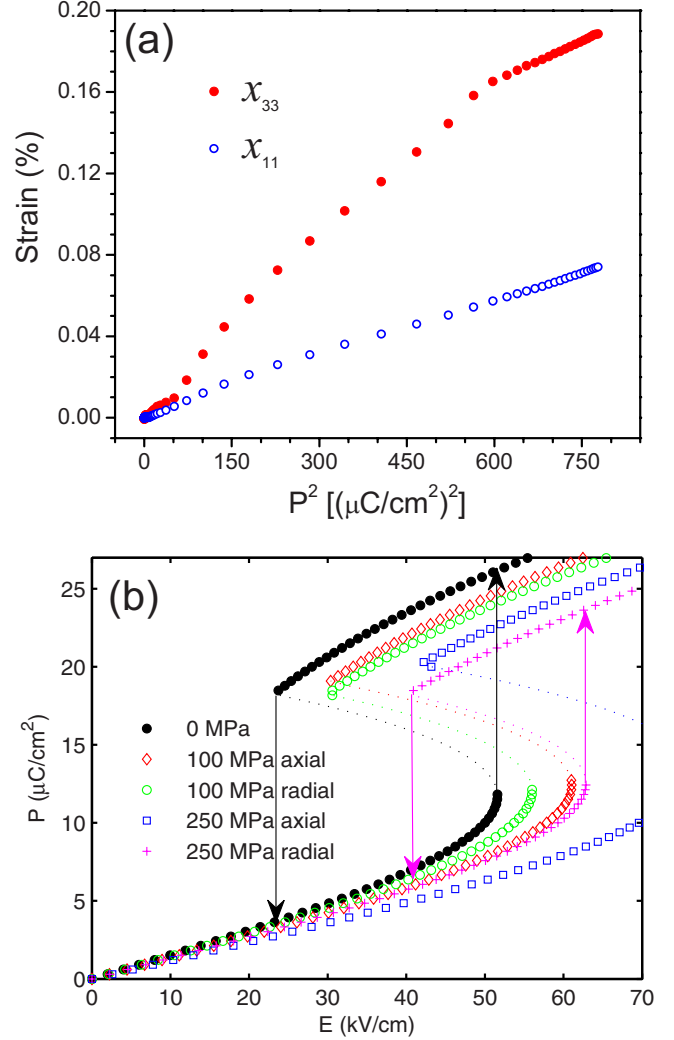 (a)
0.20
0.16
0.12
0.08
0.04
0.00
Strain (%)
x₃₃
x₁₁
0 150 300 450 600 750
P² [(μC/cm²)²]
(b)
25
20
15
10
5
0
P (μC/cm²)
0 MPa
100 MPa axial
100 MPa radial
250 MPa axial
250 MPa radial
0 10 20 30 40 50 60 70
E (kV/cm)